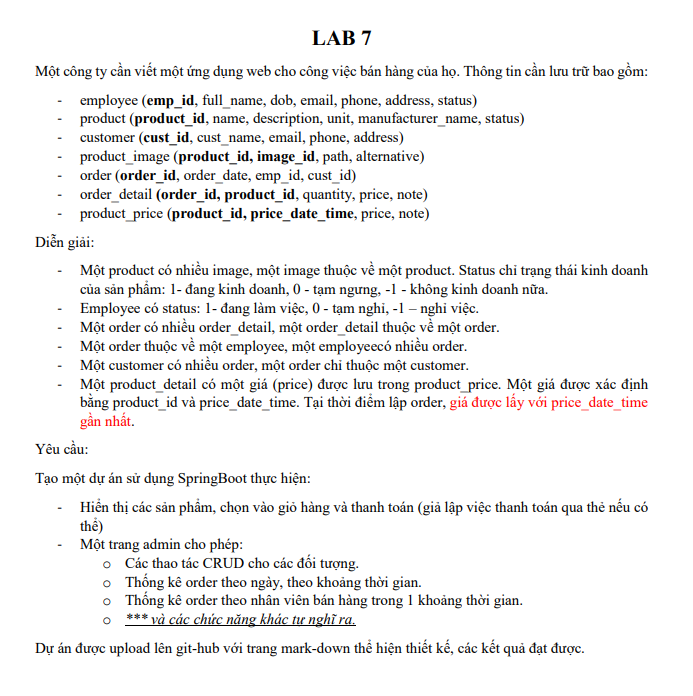 LAB 7
Một công ty cần viết một ứng dụng web cho công việc bán hàng của họ. Thông tin cần lưu trữ bao gồm:
- employee (emp_id, full_name, dob, email, phone, address, status)
- product (product_id, name, description, unit, manufacturer_name, status)
- customer (cust_id, cust_name, email, phone, address)
- product_image (product_id, image_id, path, alternative)
- order (order_id, order_date, emp_id, cust_id)
- order_detail (order_id, product_id, quantity, price, note)
- product_price (product_id, price_date_time, price, note)
Diễn giải:
- Một product có nhiều image, một image thuộc về một product. Status chỉ trạng thái kinh doanh
của sản phẩm: 1- đang kinh doanh, 0 - tạm ngưng, -1 - không kinh doanh nữa.
- Employee có status: 1- đang làm việc, 0 - tạm nghỉ, -1 – nghỉ việc.
- Một order có nhiều order_detail, một order_detail thuộc về một order.
- Một order thuộc về một employee, một employeecó nhiều order.
- Một customer có nhiều order, một order chỉ thuộc một customer.
- Một product_detail có một giá (price) được lưu trong product_price. Một giá được xác định
bằng product_id và price_date_time. Tại thời điểm lập order, giá được lấy với price_date_time
gần nhất.
Yêu cầu:
Tạo một dự án sử dụng SpringBoot thực hiện:
- Hiển thị các sản phẩm, chọn vào giỏ hàng và thanh toán (giả lập việc thanh toán qua thẻ nếu có
thể)
- Một trang admin cho phép:
o Các thao tác CRUD cho các đối tượng.
o Thống kê order theo ngày, theo khoảng thời gian.
o Thống kê order theo nhân viên bán hàng trong 1 khoảng thời gian.
o *** và các chức năng khác tự nghĩ ra.
Dự án được upload lên git-hub với trang mark-down thể hiện thiết kế, các kết quả đạt được.